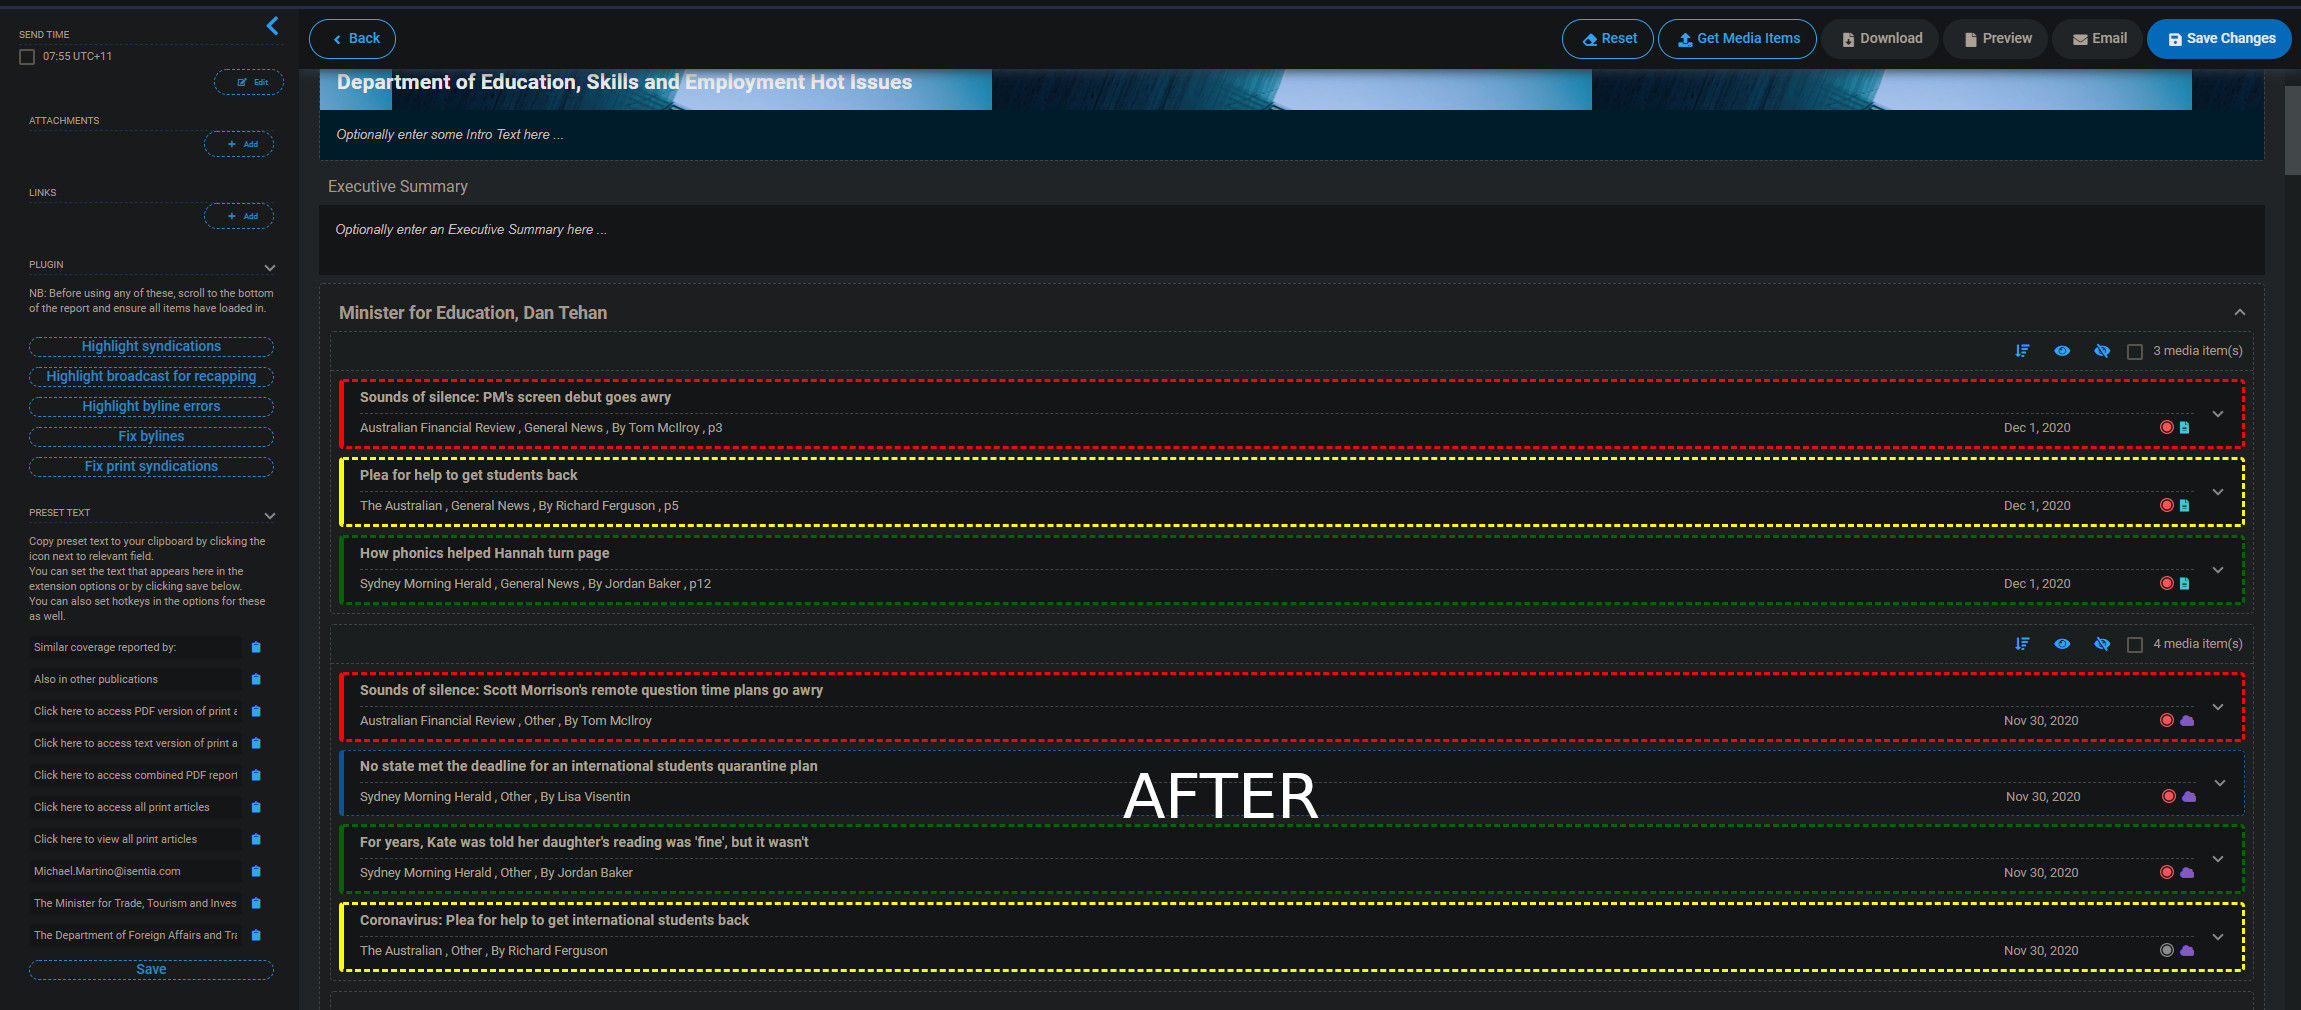 SEND TIME
07:55 UTC+11
Edit
ATTACHMENTS
Add
LINKS
Add
PLUGIN
NB: Before using any of these, scroll to the bottom
of the report and ensure all items have loaded in.
Highlight syndications
Highlight broadcast for recapping
Highlight byline errors
Fix bylines
Fix print syndications
PRESET TEXT
Copy preset text to your clipboard by clicking the
icon next to relevant field.
You can set the text that appears here in the
extension options or by clicking save below.
You can also set hotkeys in the options for these
as well.
Similar coverage reported by:
Also in other publications
Click here to access PDF version of print a
Click here to access text version of print a
Click here to access combined PDF report
Click here to access all print articles
Click here to view all print articles
Michael.Martino@isentia.com
The Minister for Trade, Tourism and Inves
The Department of Foreign Affairs and Tra
Save
Back
Reset
Get Media Items
Download
Preview
Email
Save Changes
Department of Education, Skills and Employment Hot Issues
Optionally enter some Intro Text here ...
Executive Summary
Optionally enter an Executive Summary here ...
Minister for Education, Dan Tehan
3 media item(s)
Sounds of silence: PM's screen debut goes awry
Australian Financial Review , General News , By Tom McIlroy , p3
Dec 1, 2020
Plea for help to get students back
The Australian , General News , By Richard Ferguson , p5
Dec 1, 2020
How phonics helped Hannah turn page
Sydney Morning Herald , General News , By Jordan Baker , p12
Dec 1, 2020
4 media item(s)
Sounds of silence: Scott Morrison's remote question time plans go awry
Australian Financial Review , Other , By Tom McIlroy
Nov 30, 2020
No state met the deadline for an international students quarantine plan
Sydney Morning Herald , Other , By Lisa Visentin
Nov 30, 2020
AFTER
For years, Kate was told her daughter's reading was 'fine', but it wasn't
Sydney Morning Herald , Other , By Jordan Baker
Nov 30, 2020
Coronavirus: Plea for help to get international students back
The Australian , Other , By Richard Ferguson
Nov 30, 2020